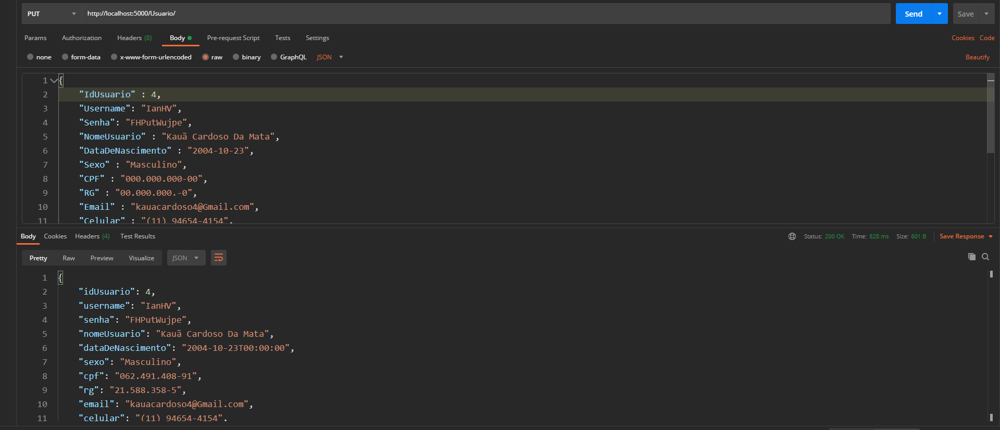 PUT http://localhost:5000/Usuario/ Send Save
Params Authorization Headers (8) Body Pre-request Script Tests Settings Cookies Code
none form-data x-www-form-urlencoded raw binary GraphQL JSON Beautify
1 {
2 "IdUsuario" : 4,
3 "Username": "IanHV",
4 "Senha": "FHPutWujpe",
5 "NomeUsuario" : "Kauã Cardoso Da Mata",
6 "DataDeNascimento" : "2004-10-23",
7 "Sexo" : "Masculino",
8 "CPF" : "000.000.000-00",
9 "RG" : "00.000.000.-0",
10 "Email" : "kauacardoso4@Gmail.com",
11 "Celular" : "(11) 94654-4154",
Body Cookies Headers (4) Test Results Status: 200 OK Time: 828 ms Size: 601 B Save Response
Pretty Raw Preview Visualize JSON
1 {
2 "idUsuario": 4,
3 "username": "IanHV",
4 "senha": "FHPutWujpe",
5 "nomeUsuario": "Kauã Cardoso Da Mata",
6 "dataDeNascimento": "2004-10-23T00:00:00",
7 "sexo": "Masculino",
8 "cpf": "062.491.408-91",
9 "rg": "21.588.358-5",
10 "email": "kauacardoso4@Gmail.com",
11 "celular": "(11) 94654-4154",